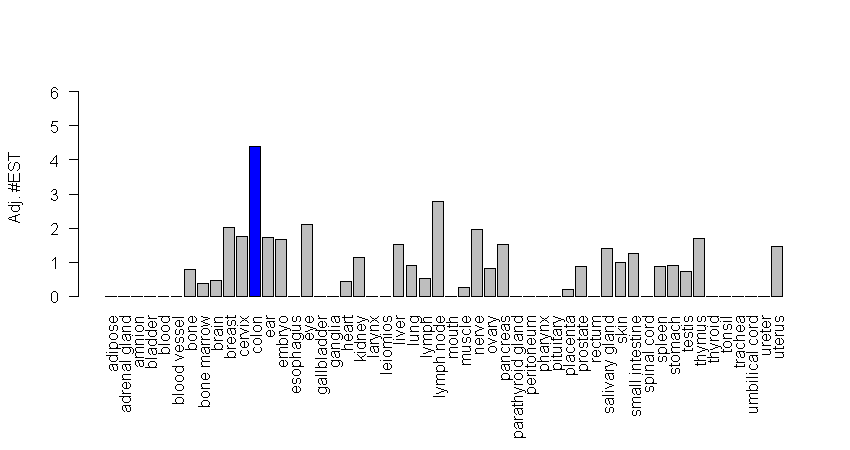 Adj. #EST
6
5
4
3
2
1
0
adipose
adrenal gland
amnion
bladder
blood
blood vessel
bone
bone marrow
brain
breast
cervix
colon
ear
embryo
esophagus
eye
gallbladder
ganglia
heart
kidney
larynx
leiomios
liver
lung
lymph
lymph node
mouth
muscle
nerve
ovary
pancreas
parathyroid gland
peritoneum
pharynx
pituitary
placenta
prostate
rectum
salivary gland
skin
small intestine
spinal cord
spleen
stomach
testis
thymus
thyroid
tonsil
trachea
umbilical cord
ureter
uterus